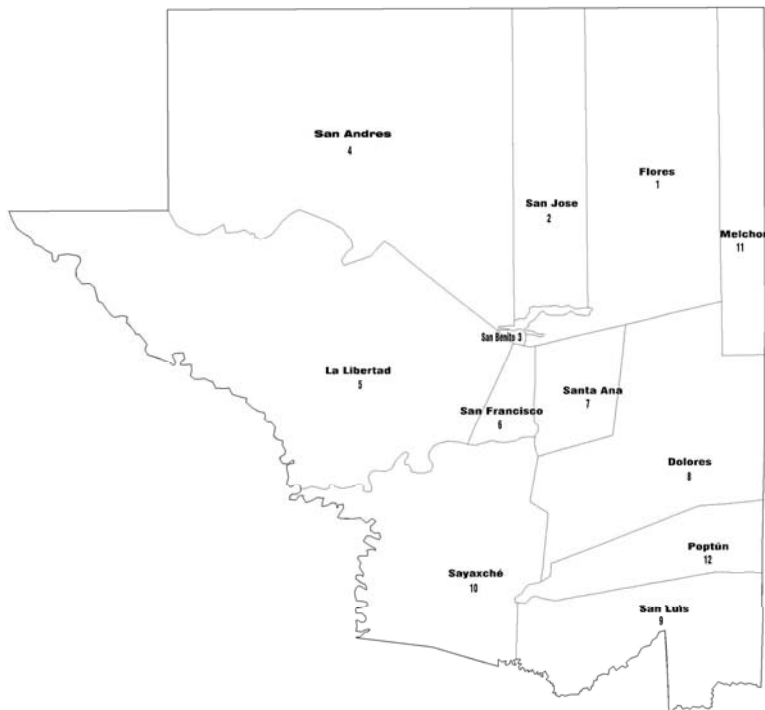 San Andres
4
San Jose
2
Flores
1
Melchor
11
San Benito 3
La Libertad
5
San Francisco
6
Santa Ana
7
Dolores
8
Poptún
12
Sayaxché
10
San Luis
9